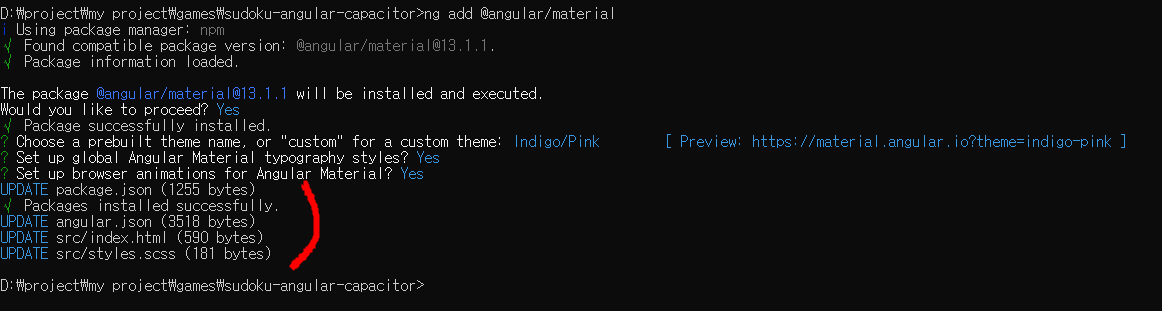 D:₩project₩my project₩games₩sudoku-angular-capacitor>ng add @angular/material
i Using package manager: npm
√ Found compatible package version: @angular/material@13.1.1.
√ Package information loaded.
The package @angular/material@13.1.1 will be installed and executed.
Would you like to proceed? Yes
√ Package successfully installed.
? Choose a prebuilt theme name, or "custom" for a custom theme: Indigo/Pink [ Preview: https://material.angular.io?theme=indigo-pink ]
? Set up global Angular Material typography styles? Yes
? Set up browser animations for Angular Material? Yes
UPDATE package.json (1255 bytes)
√ Packages installed successfully.
UPDATE angular.json (3518 bytes)
UPDATE src/index.html (590 bytes)
UPDATE src/styles.scss (181 bytes)
D:₩project₩my project₩games₩sudoku-angular-capacitor>